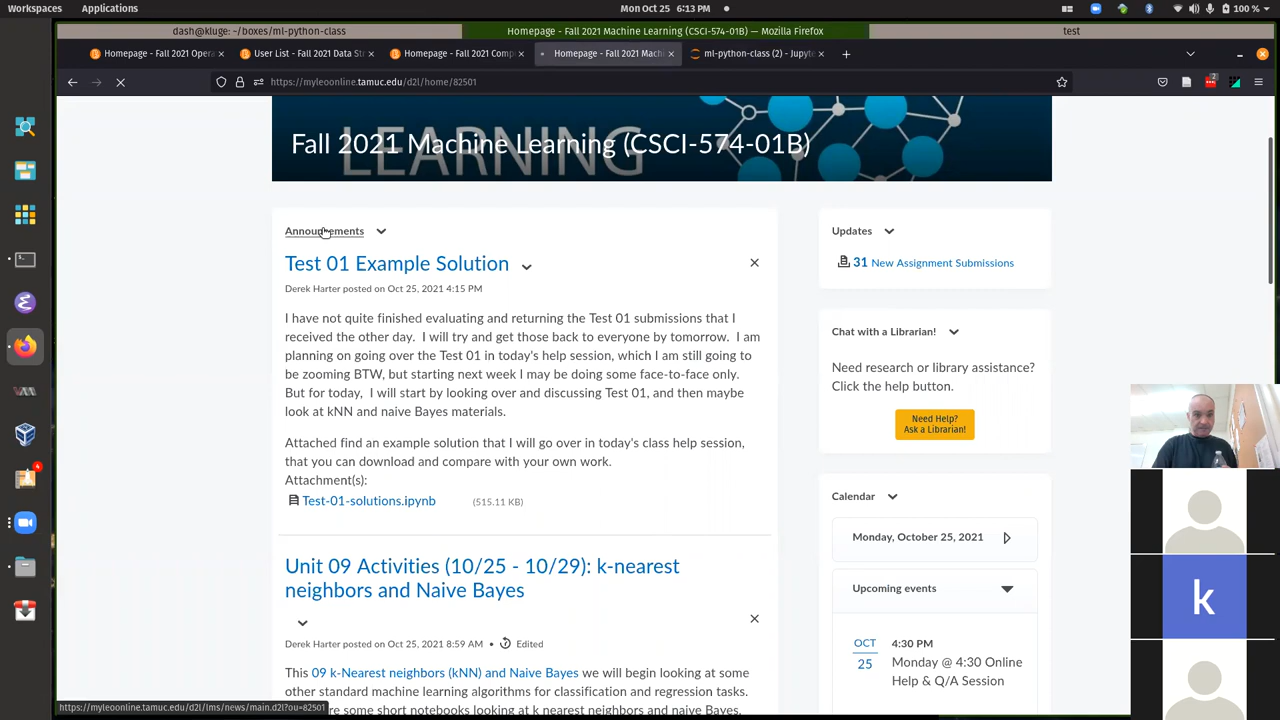 Workspaces Applications Mon Oct 25 6:13 PM 100 %
dash@kluge: ~/boxes/ml-python-class Homepage - Fall 2021 Machine Learning (CSCI-574-01B) — Mozilla Firefox test
Homepage - Fall 2021 Opera User List - Fall 2021 Data St Homepage - Fall 2021 Comp Homepage - Fall 2021 Machi ml-python-class (2) - Jupyte
https://myleoonline.tamuc.edu/d2l/home/82501
LEARNING
Fall 2021 Machine Learning (CSCI-574-01B)
Announcements
Test 01 Example Solution
Derek Harter posted on Oct 25, 2021 4:15 PM
I have not quite finished evaluating and returning the Test 01 submissions that I
received the other day. I will try and get those back to everyone by tomorrow. I am
planning on going over the Test 01 in today's help session, which I am still going to
be zooming BTW, but starting next week I may be doing some face-to-face only.
But for today, I will start by looking over and discussing Test 01, and then maybe
look at kNN and naive Bayes materials.
Attached find an example solution that I will go over in today's class help session,
that you can download and compare with your own work.
Attachment(s):
Test-01-solutions.ipynb (515.11 KB)
Unit 09 Activities (10/25 - 10/29): k-nearest
neighbors and Naive Bayes
Derek Harter posted on Oct 25, 2021 8:59 AM • Edited
This 09 k-Nearest neighbors (kNN) and Naive Bayes we will begin looking at some
other standard machine learning algorithms for classification and regression tasks.
re some short notebooks looking at k nearest neighbors and naive Bayes.
https://myleoonline.tamuc.edu/d2l/lms/news/main.d2l?ou=82501
Updates
31 New Assignment Submissions
Chat with a Librarian!
Need research or library assistance?
Click the help button.
Need Help?
Ask a Librarian!
Calendar
Monday, October 25, 2021
Upcoming events
OCT
25
4:30 PM
Monday @ 4:30 Online
Help & Q/A Session
k